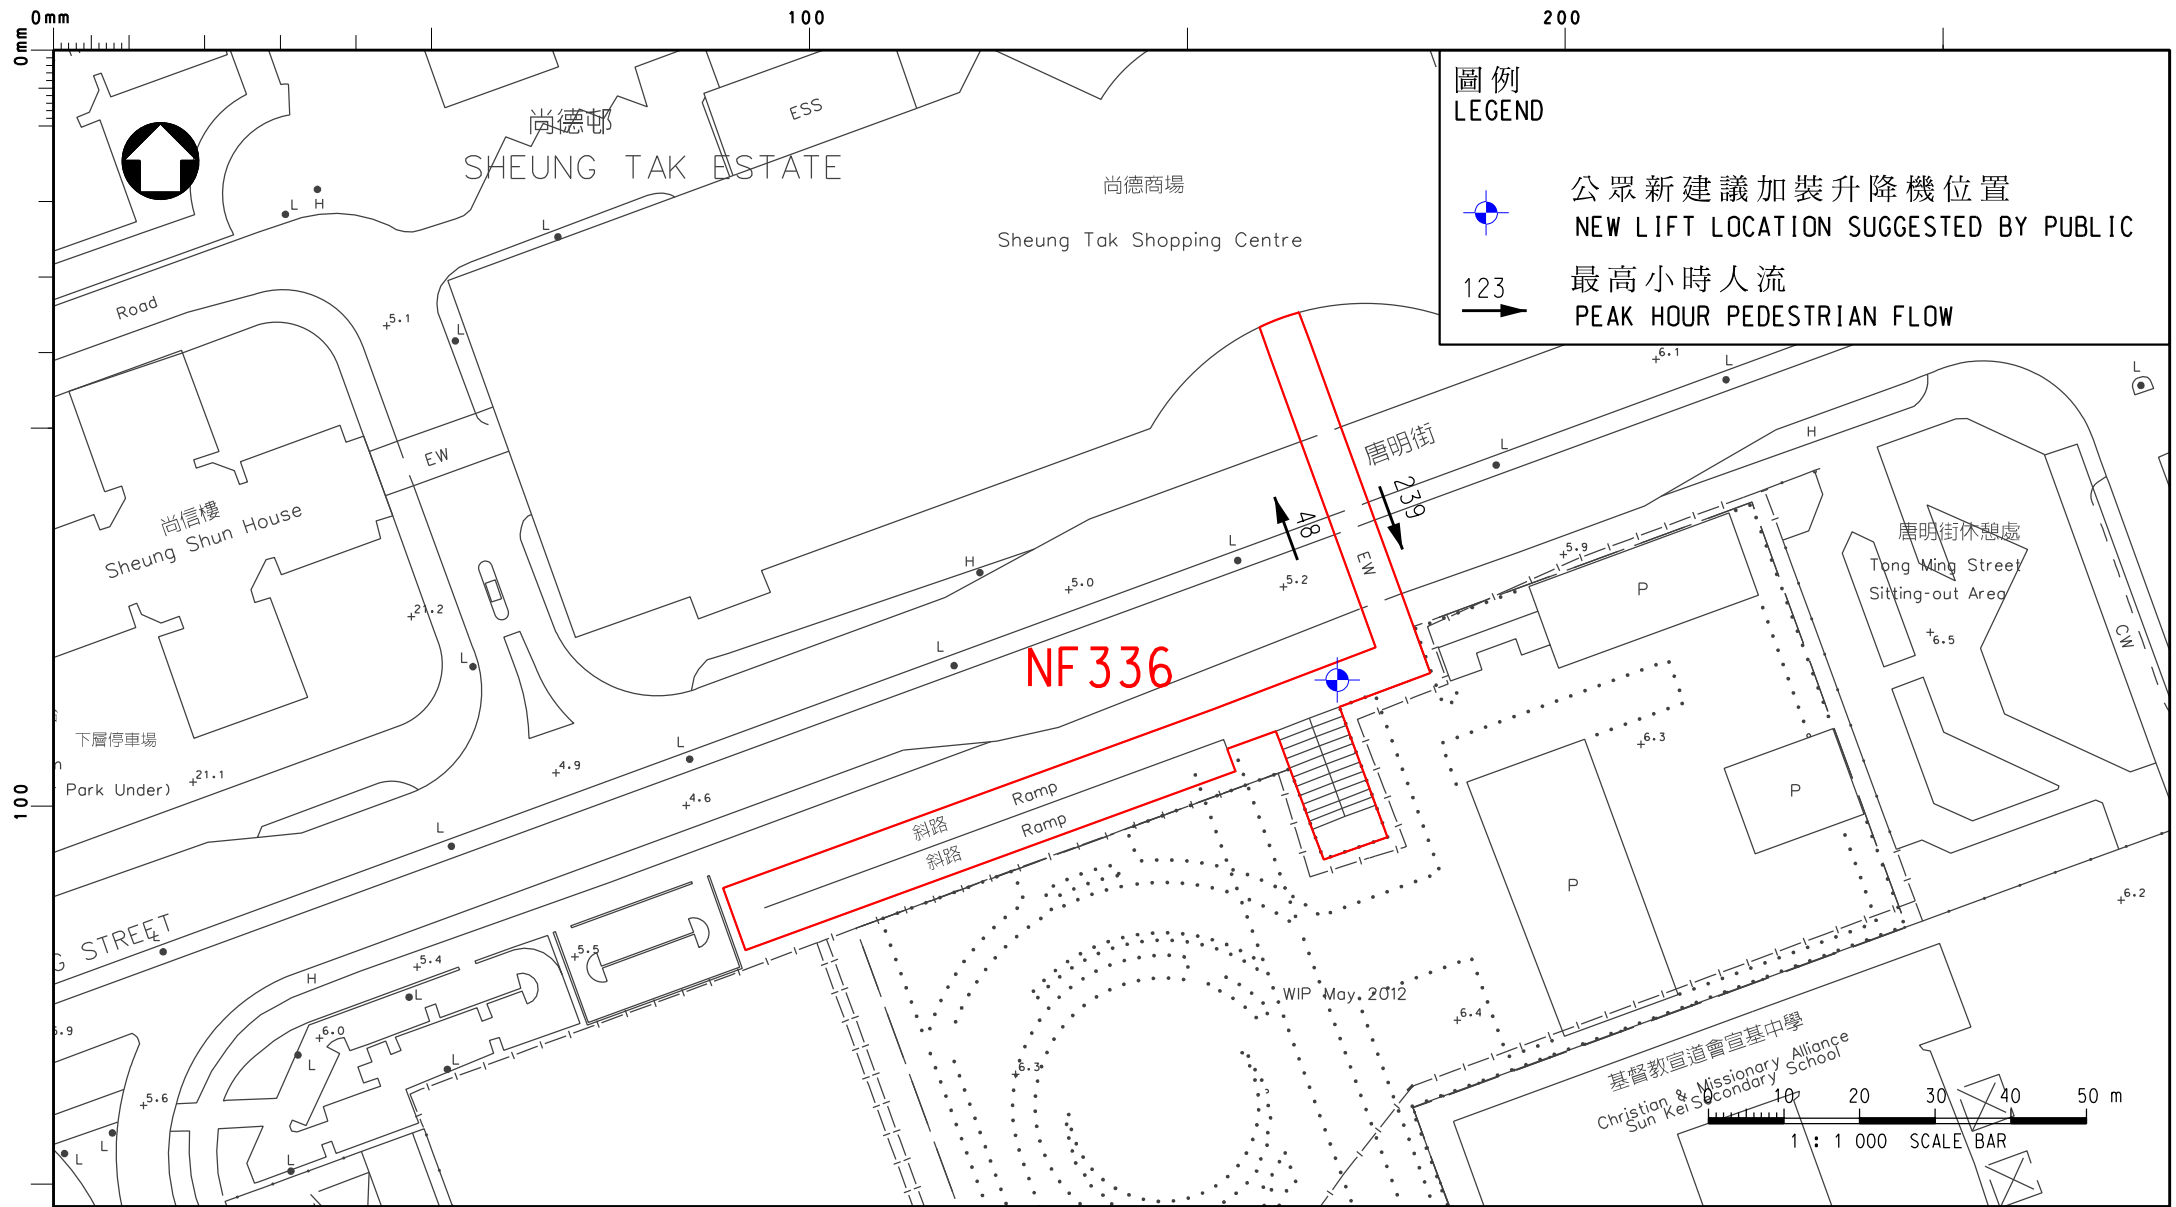 0mm
100
200
0mm
圖例
LEGEND
公眾新建議加裝升降機位置
NEW LIFT LOCATION SUGGESTED BY PUBLIC
123
最高小時人流
PEAK HOUR PEDESTRIAN FLOW
尚德邨
SHEUNG TAK ESTATE
ESS
尚德商場
Sheung Tak Shopping Centre
L
H
L
Road
5.1
L
6.1
L
L
EW
唐明街
L
H
尚信樓
Sheung Shun House
239
48
L
H
5.0
5.2
EW
5.9
P
唐明街休憩處
Tong Ming Street
Sitting-out Area
6.5
CW
21.2
L
L
NF336
下層停車場
21.1
Park Under)
4.9
L
4.6
6.3
P
100
L
斜路
Ramp
斜路
Ramp
P
G STREET
L
5.4
5.5
H
L
6.0
L
L
5.6
L
L
L
6.2
WIP May, 2012
6.4
6.3
基督教宣道會宣基中學
Christian & Missionary Alliance
Sun Kei Secondary School
0
10
20
30
40
50 m
1 : 1 000 SCALE BAR